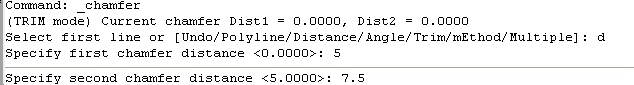 Command: _chamfer
(TRIM mode) Current chamfer Dist1 = 0.0000, Dist2 = 0.0000
Select first line or [Undo/Polyline/Distance/Angle/Trim/mEthod/Multiple]: d
Specify first chamfer distance <0.0000>: 5
Specify second chamfer distance <5.0000>: 7.5